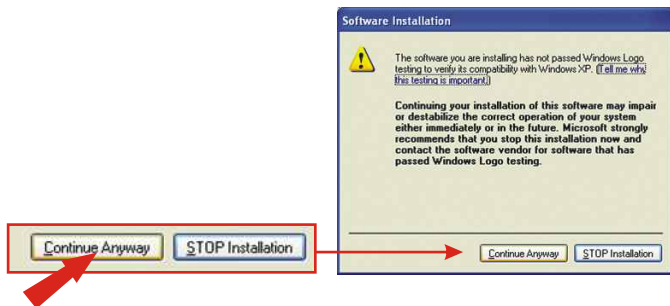 Software Installation
The software you are installing has not passed Windows Logo
testing to verify its compatibility with Windows XP. (Tell me why
this testing is important.)
Continuing your installation of this software may impair
or destabilize the correct operation of your system
either immediately or in the future. Microsoft strongly
recommends that you stop this installation now and
contact the software vendor for software that has
passed Windows Logo testing.
Continue Anyway STOP Installation
Continue Anyway STOP Installation